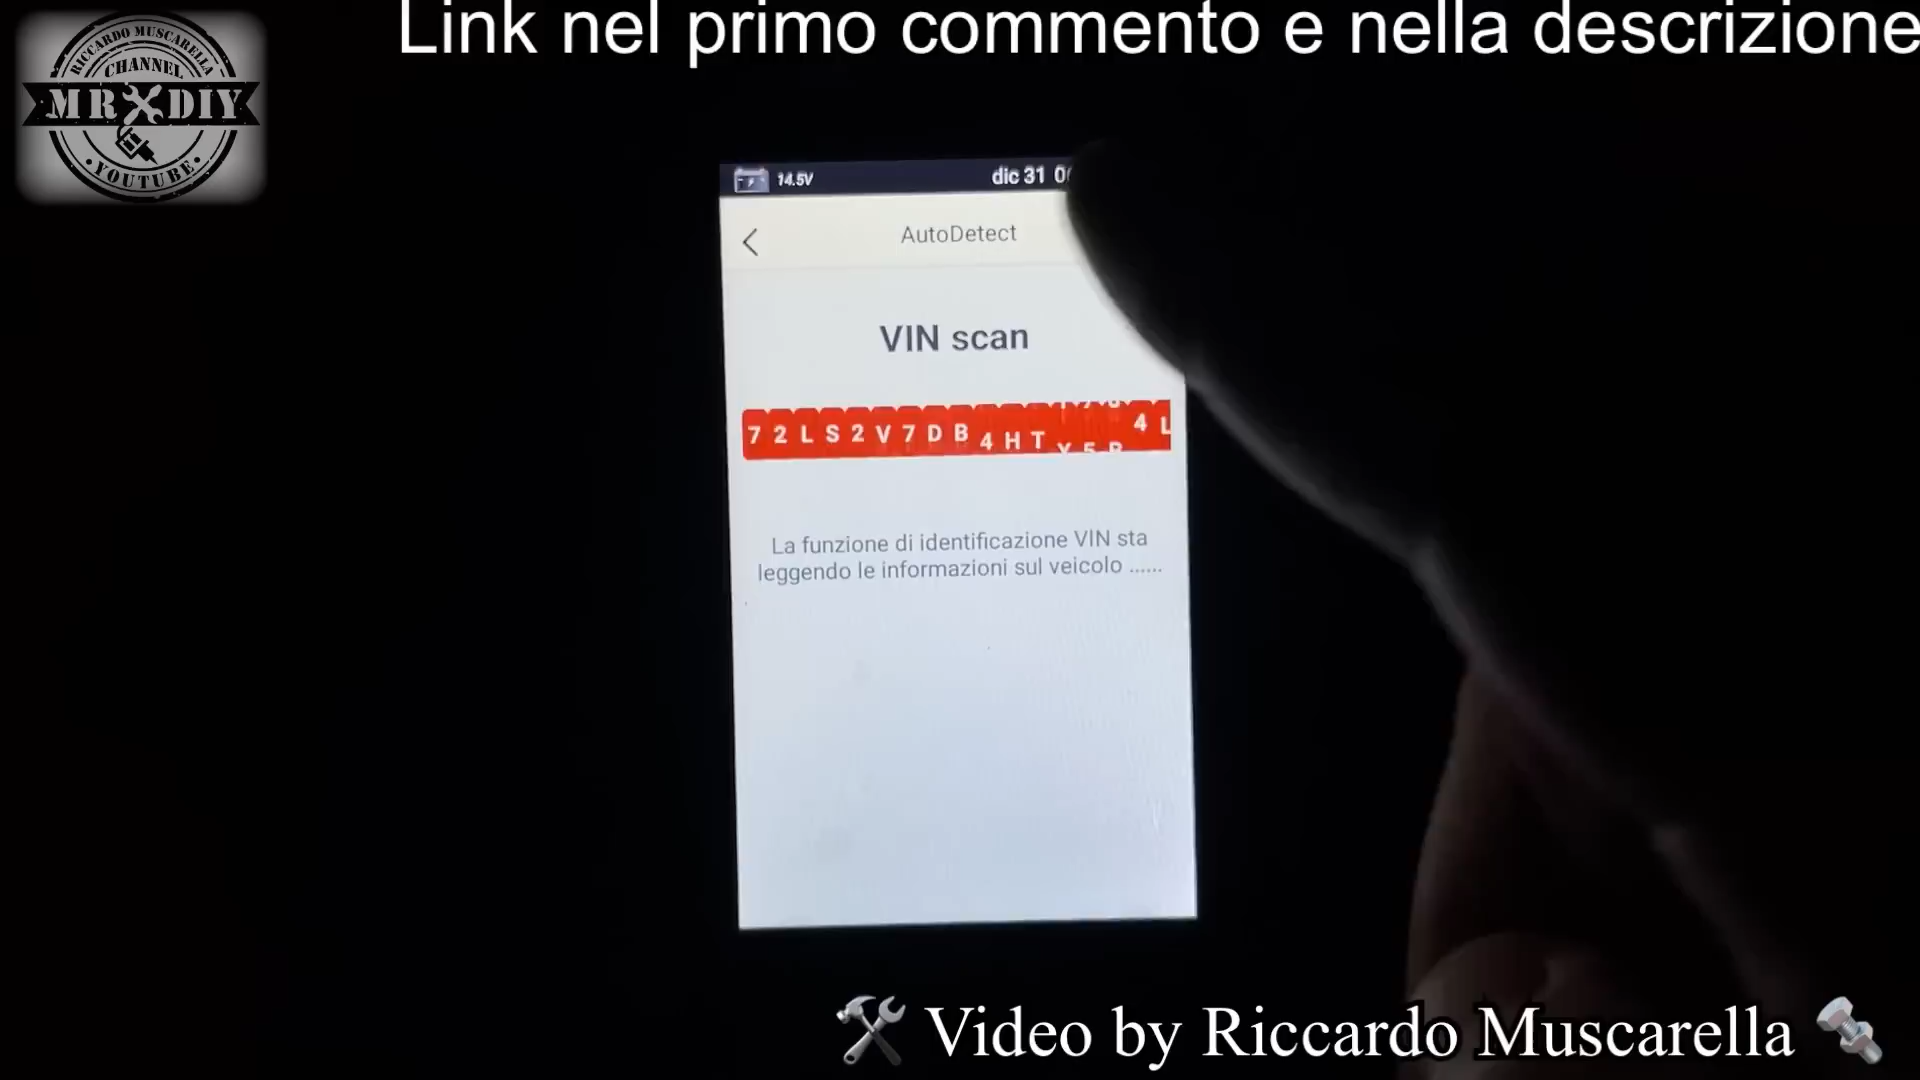 Link nel primo commento e nella descrizione
RICCARDO MUSCARELLA
CHANNEL
MR DIY
YOUTUBE
14.5V dic 31
AutoDetect
VIN scan
7 2 L S 2 V 7 D B 4 H T Y 5 4 L
La funzione di identificazione VIN sta
leggendo le informazioni sul veicolo ......
Video by Riccardo Muscarella